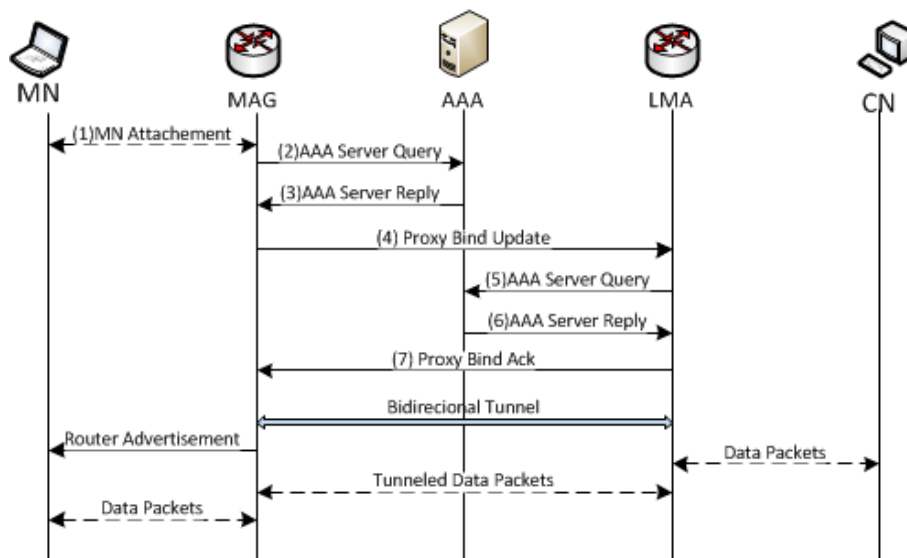 MN
MAG
AAA
LMA
CN
(1)MN Attachement
(2)AAA Server Query
(3)AAA Server Reply
(4) Proxy Bind Update
(5)AAA Server Query
(6)AAA Server Reply
(7) Proxy Bind Ack
Bidirecional Tunnel
Router Advertisement
Data Packets
Tunneled Data Packets
Data Packets